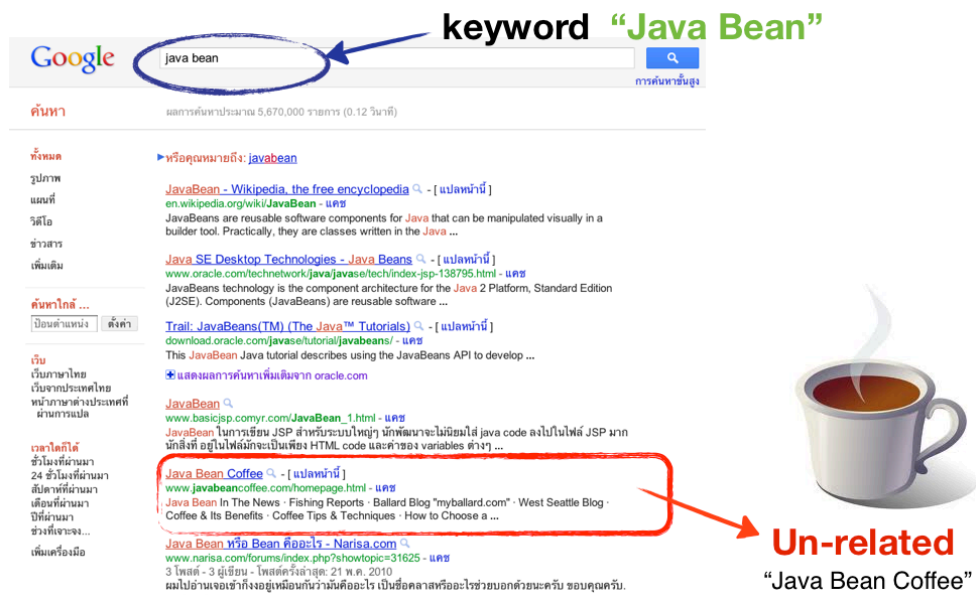 keyword “Java Bean”
Google
java bean
การค้นหาขั้นสูง
ค้นหา
ผลการค้นหาประมาณ 5,670,000 รายการ (0.12 วินาที)
ทั้งหมด
รูปภาพ
แผนที่
วิดีโอ
ข่าวสาร
เพิ่มเติม
ค้นหาใกล้ ...
ป้อนตำแหน่ง ตั้งค่า
เว็บ
เว็บภาษาไทย
เว็บจากประเทศไทย
หน้าภาษาต่างประเทศที่
ผ่านการแปล
เวลาใดก็ได้
ชั่วโมงที่ผ่านมา
24 ชั่วโมงที่ผ่านมา
สัปดาห์ที่ผ่านมา
เดือนที่ผ่านมา
ปีที่ผ่านมา
ช่วงที่เจาะจง...
เพิ่มเครื่องมือ
หรือคุณหมายถึง: javabean
JavaBean - Wikipedia, the free encyclopedia - [ แปลหน้านี้ ]
en.wikipedia.org/wiki/JavaBean - แคช
JavaBeans are reusable software components for Java that can be manipulated visually in a
builder tool. Practically, they are classes written in the Java ...
Java SE Desktop Technologies - Java Beans - [ แปลหน้านี้ ]
www.oracle.com/technetwork/java/javase/tech/index-jsp-138795.html - แคช
JavaBeans technology is the component architecture for the Java 2 Platform, Standard Edition
(J2SE). Components (JavaBeans) are reusable software ...
Trail: JavaBeans(TM) (The Java™ Tutorials) - [ แปลหน้านี้ ]
download.oracle.com/javase/tutorial/javabeans/ - แคช
This JavaBean Java tutorial describes using the JavaBeans API to develop ...
แสดงผลการค้นหาเพิ่มเติมจาก oracle.com
JavaBean
www.basicjsp.comyr.com/JavaBean_1.html - แคช
JavaBean ในการเขียน JSP สำหรับระบบใหญ่ๆ นักพัฒนาจะไม่นิยมใส่ java code ลงไปในไฟล์ JSP มาก
นักสิ่งที่ อยู่ในไฟล์มักจะเป็นเพียง HTML code และค่าของ variables ต่างๆ ...
Java Bean Coffee - [ แปลหน้านี้ ]
www.javabeancoffee.com/homepage.html - แคช
Java Bean In The News · Fishing Reports · Ballard Blog "myballard.com" · West Seattle Blog ·
Coffee & Its Benefits · Coffee Tips & Techniques · How to Choose a ...
Java Bean หรือ Bean คืออะไร - Narisa.com
www.narisa.com/forums/index.php?showtopic=31625 - แคช
3 โพสต์ - 3 ผู้เขียน - โพสต์ครั้งล่าสุด: 21 พ.ค. 2010
ผมไปอ่านเจอเข้าก็งงอยู่เหมือนกันว่ามันคืออะไร เป็นชื่อคลาสหรืออะไรช่วยบอกด้วยนะครับ ขอบคุณครับ.
Un-related
“Java Bean Coffee”